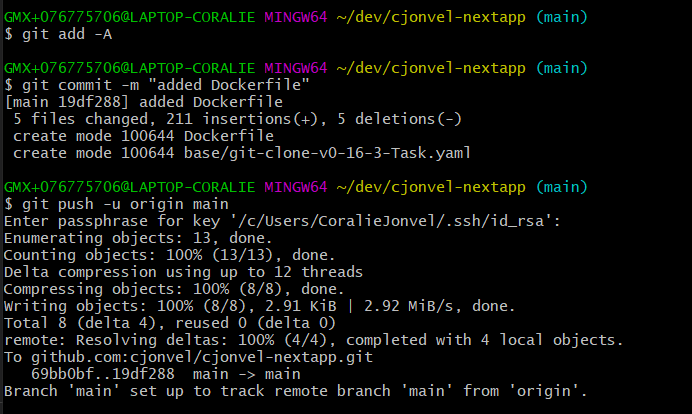 GMX+076775706@LAPTOP-CORALIE MINGW64 ~/dev/cjonvel-nextapp (main)
$ git add -A
GMX+076775706@LAPTOP-CORALIE MINGW64 ~/dev/cjonvel-nextapp (main)
$ git commit -m "added Dockerfile"
[main 19df288] added Dockerfile
 5 files changed, 211 insertions(+), 5 deletions(-)
 create mode 100644 Dockerfile
 create mode 100644 base/git-clone-v0-16-3-Task.yaml
GMX+076775706@LAPTOP-CORALIE MINGW64 ~/dev/cjonvel-nextapp (main)
$ git push -u origin main
Enter passphrase for key '/c/Users/CoralieJonvel/.ssh/id_rsa':
Enumerating objects: 13, done.
Counting objects: 100% (13/13), done.
Delta compression using up to 12 threads
Compressing objects: 100% (8/8), done.
Writing objects: 100% (8/8), 2.91 KiB | 2.92 MiB/s, done.
Total 8 (delta 4), reused 0 (delta 0)
remote: Resolving deltas: 100% (4/4), completed with 4 local objects.
To github.com:cjonvel/cjonvel-nextapp.git
   69bb0bf..19df288  main -> main
Branch 'main' set up to track remote branch 'main' from 'origin'.